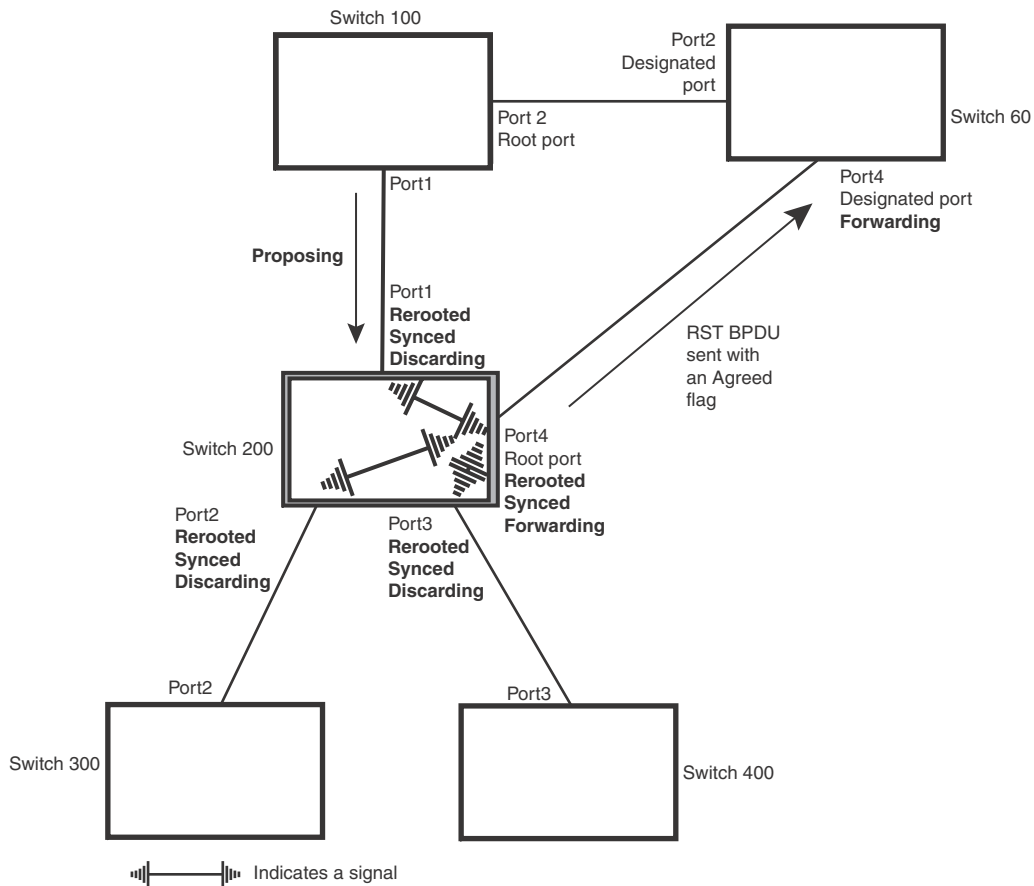 Switch 100
Port2
Designated
port
Switch 60
Port 2
Root port
Port1
Port4
Designated port
Forwarding
Proposing
Port1
Rerooted
Synced
Discarding
RST BPDU
sent with
an Agreed
flag
Switch 200
Port4
Root port
Rerooted
Synced
Forwarding
Port2
Rerooted
Synced
Discarding
Port3
Rerooted
Synced
Discarding
Port2
Port3
Switch 300
Switch 400
Indicates a signal